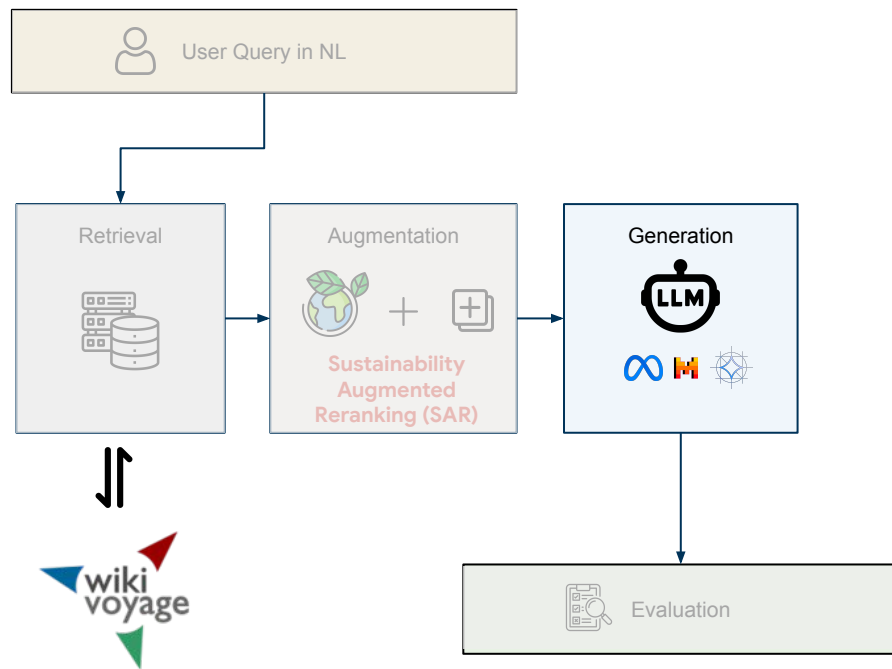 User Query in NL
Retrieval
Augmentation
Generation
LLM
Sustainability
Augmented
Reranking (SAR)
wiki
voyage
Evaluation